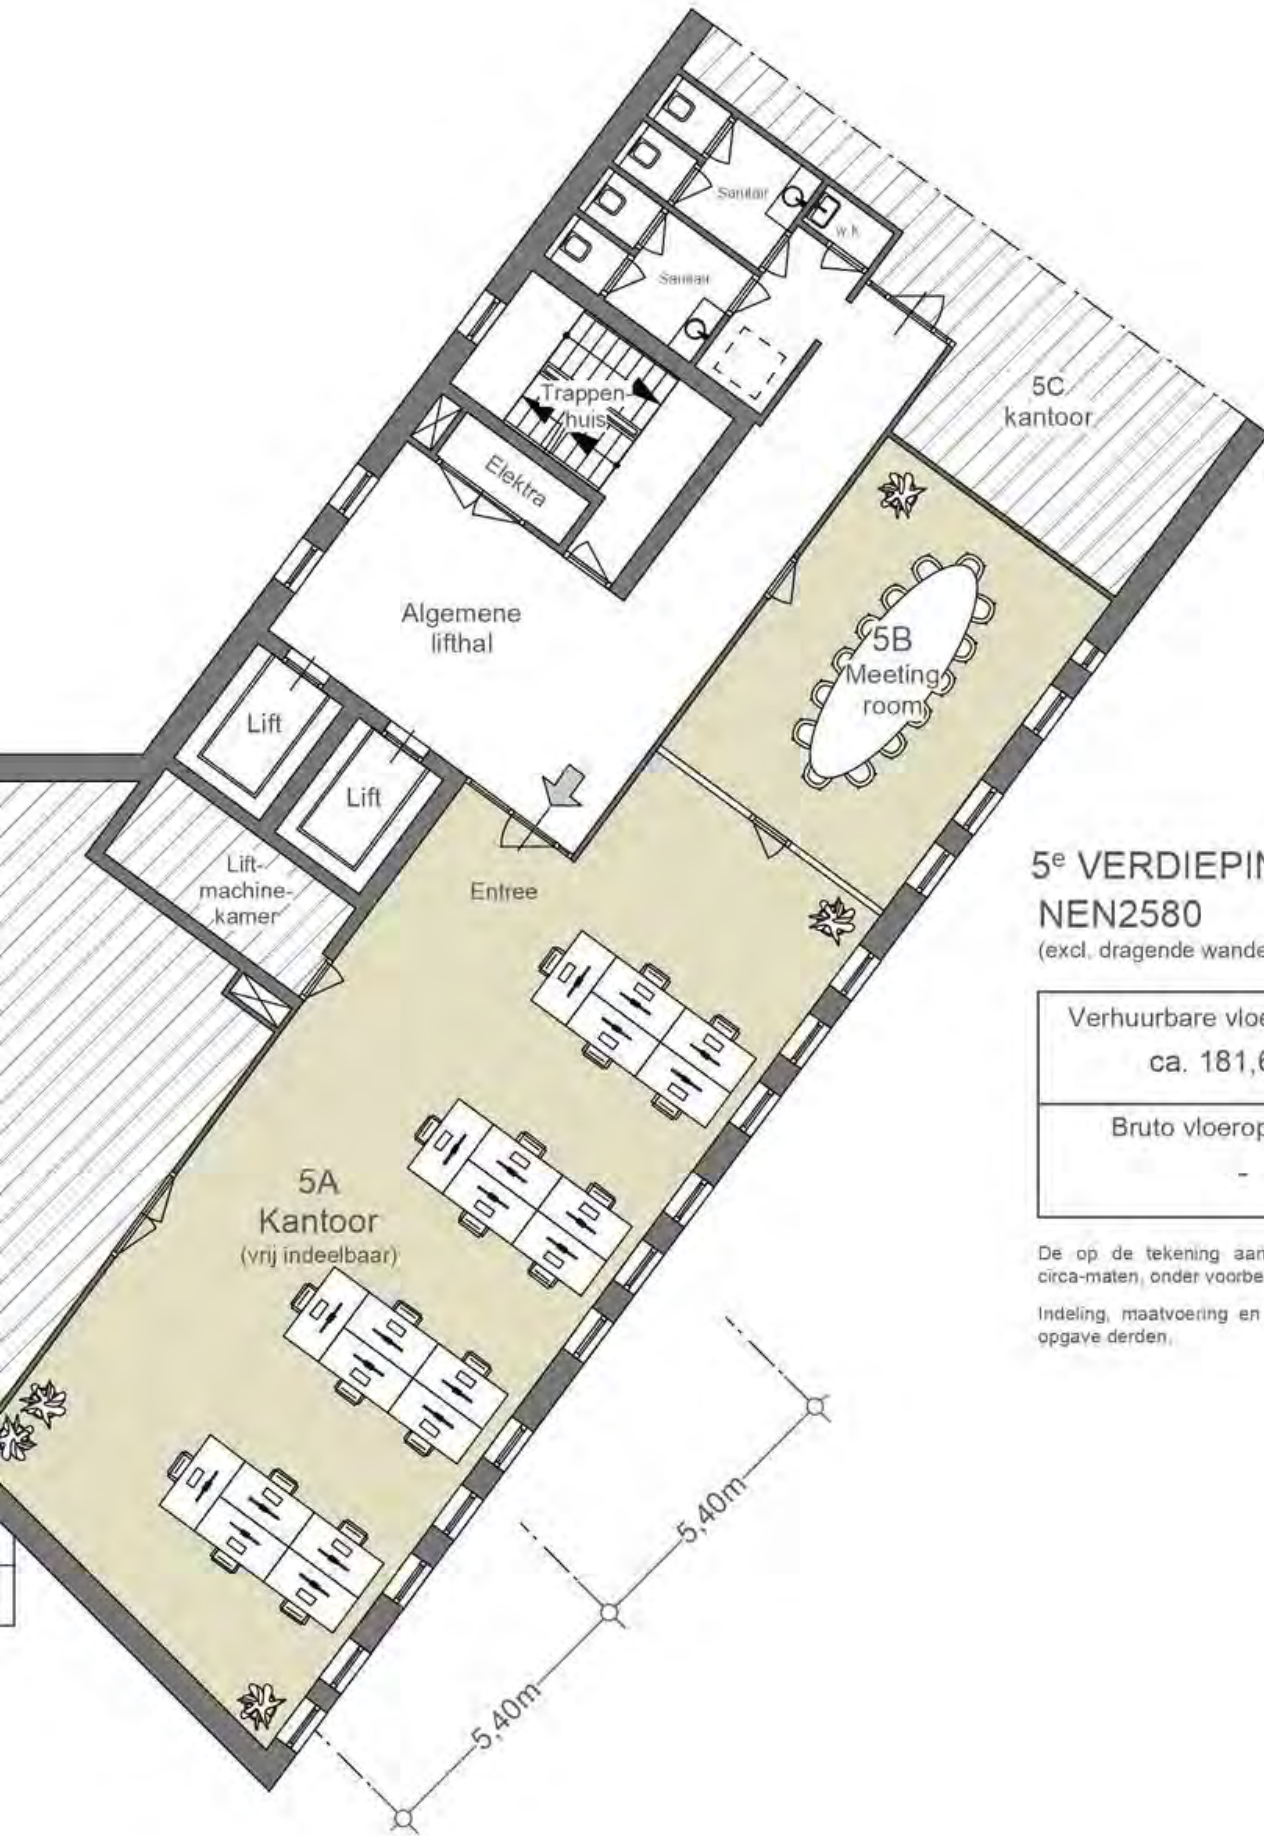 Sanitair
w.k.
Sanitair
5C
kantoor
Trappen-
huis
Elektra
Algemene
lifthal
5B
Meeting
room
Lift
Lift
Lift-
machine-
kamer
Entree
5A
Kantoor
(vrij indeelbaar)
5,40m
5,40m
5e VERDIEPIN
NEN2580
(excl. dragende wande
Verhuurbare vloe
ca. 181,6
Bruto vloerop
-
De op de tekening aan
circa-maten, onder voorbe
Indeling, maatvoering en
opgave derden.